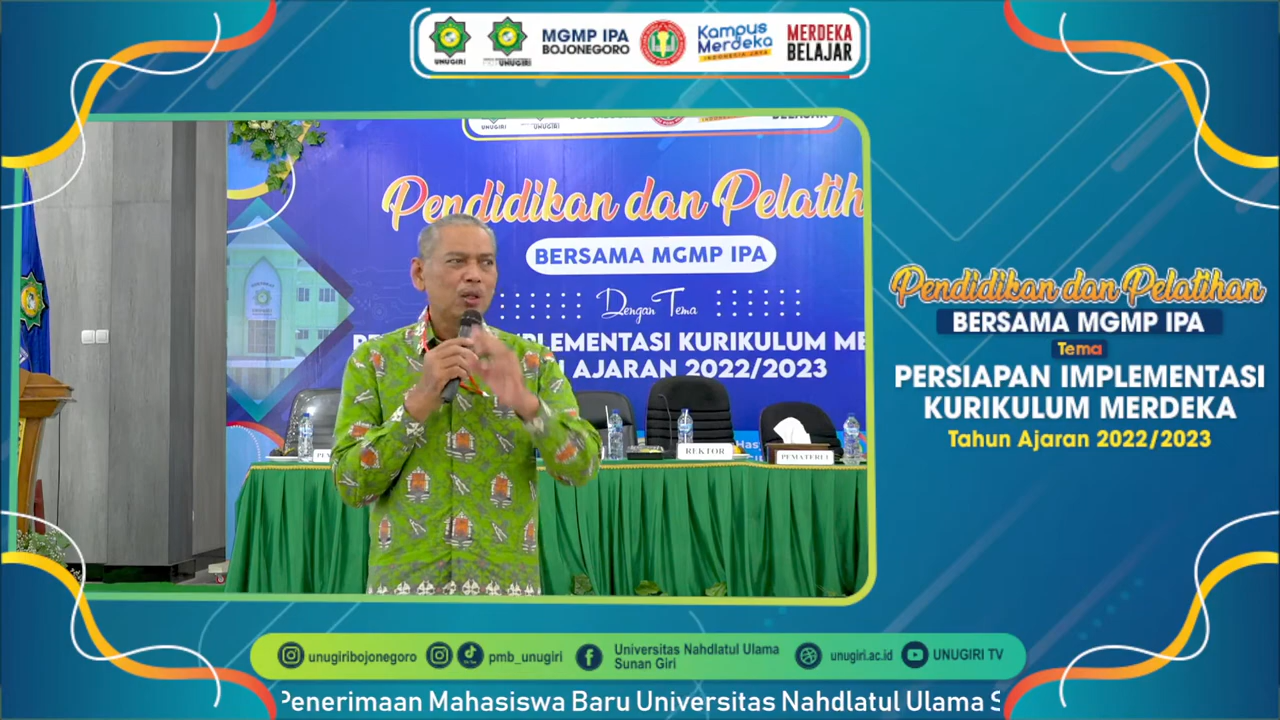 UNUGIRI
UNUGIRI
MGMP IPA
BOJONEGORO
Kampus
Merdeka
INDONESIA JAYA
MERDEKA
BELAJAR
Pendidikan dan Pelatih
BERSAMA MGMP IPA
Dengan Tema
PLEMENTASI KURIKULUM ME
AJARAN 2022/2023
REKTOR
PEMATERI
Pendidikan dan Pelatihan
BERSAMA MGMP IPA
Tema
PERSIAPAN IMPLEMENTASI
KURIKULUM MERDEKA
Tahun Ajaran 2022/2023
unugiribojonegoro
pmb_unugiri
Universitas Nahdlatul Ulama
Sunan Giri
unugiri.ac.id
UNUGIRI TV
Penerimaan Mahasiswa Baru Universitas Nahdlatul Ulama S